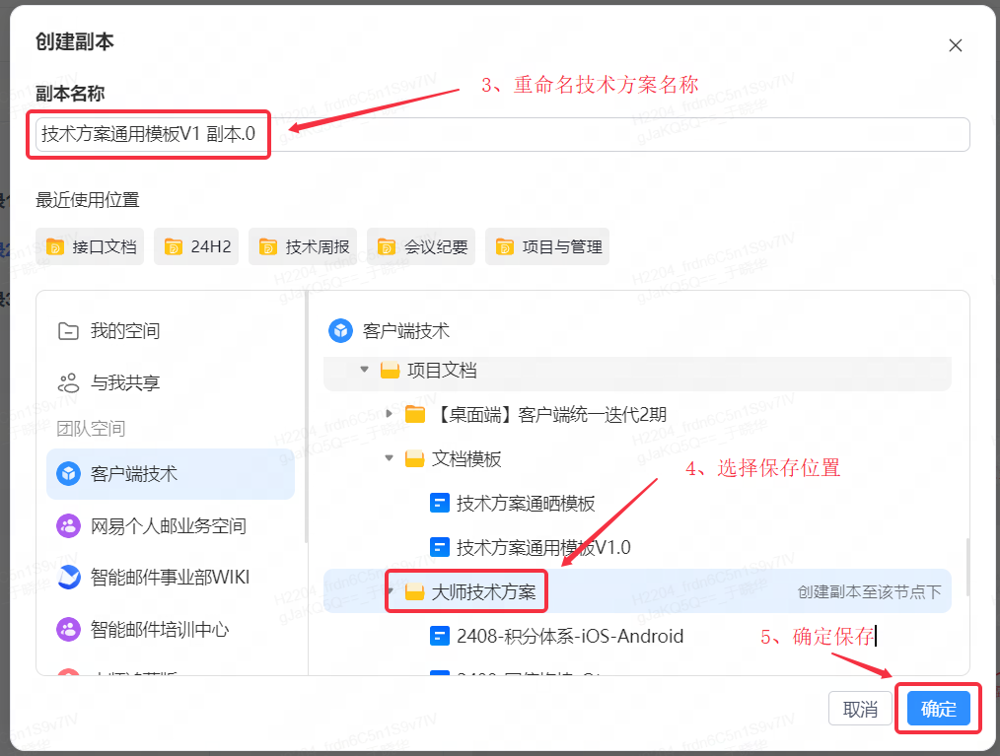 创建副本
副本名称
3、重命名技术方案名称
技术方案通用模板V1 副本.0
最近使用位置
接口文档
24H2
技术周报
会议纪要
项目与管理
我的空间
与我共享
团队空间
客户端技术
网易个人邮业务空间
智能邮件事业部WIKI
智能邮件培训中心
客户端技术
项目文档
【桌面端】客户端统一迭代2期
文档模板
4、选择保存位置
技术方案通晒模板
技术方案通用模板V1.0
大师技术方案
创建副本至该节点下
2408-积分体系-iOS-Android
5、确定保存
取消
确定